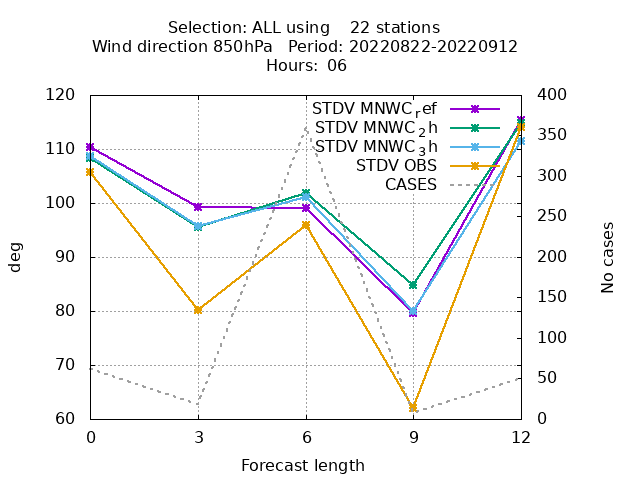 Selection: ALL using    22 stations
Wind direction 850hPa   Period: 20220822-20220912
Hours:  06
STDV MNWC_ref
STDV MNWC_2h
STDV MNWC_3h
STDV OBS
CASES
deg
120
110
100
90
80
70
60
400
350
300
250
200
150
100
50
0
No cases
0 3 6 9 12
Forecast length